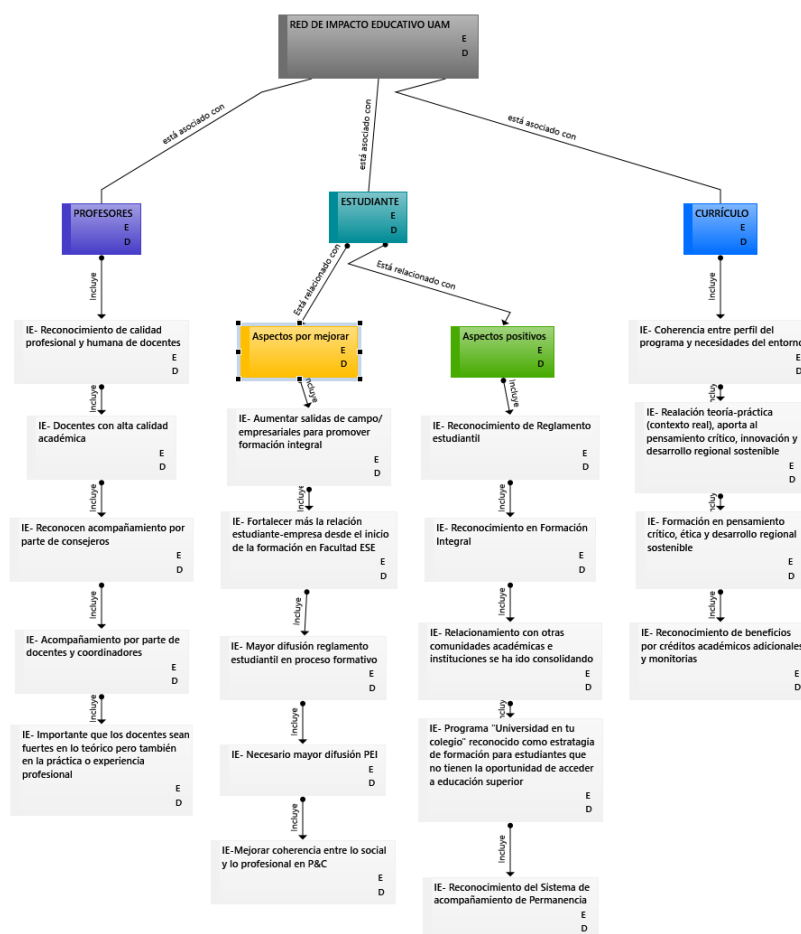 RED DE IMPACTO EDUCATIVO UAM
E
D
está asociado con
está asociado con
está asociado con
PROFESORES
E
D
ESTUDIANTE
E
D
CURRÍCULO
E
D
Incluye
Está relacionado con
Está relacionado con
Incluye
IE- Reconocimiento de calidad
profesional y humana de docentes
E
D
Incluye
IE- Docentes con alta calidad
académica
E
D
Incluye
IE- Reconocen acompañamiento por
parte de consejeros
E
D
Incluye
IE- Acompañamiento por parte de
docentes y coordinadores
E
D
Incluye
IE- Importante que los docentes sean
fuertes en lo teórico pero también
en la práctica o experiencia
profesional
E
D
Aspectos por mejorar
E
D
Incluye
IE- Aumentar salidas de campo/
empresariales para promover
formación integral
E
D
Incluye
IE- Fortalecer más la relación
estudiante-empresa desde el inicio
de la formación en Facultad ESE
E
D
Incluye
IE- Mayor difusión reglamento
estudiantil en proceso formativo
E
D
Incluye
IE- Necesario mayor difusión PEI
E
D
Incluye
IE-Mejorar coherencia entre lo social
y lo profesional en P&C
E
D
Aspectos positivos
E
D
Incluye
IE- Reconocimiento de Reglamento
estudiantil
E
D
Incluye
IE- Reconocimiento en Formación
Integral
E
D
Incluye
IE- Relacionamiento con otras
comunidades académicas e
instituciones se ha ido consolidando
E
D
Incluye
IE- Programa "Universidad en tu
colegio" reconocido como estratagia
de formación para estudiantes que
no tienen la oportunidad de acceder
a educación superior
E
D
Incluye
IE- Reconocimiento del Sistema de
acompañamiento de Permanencia
E
D
IE- Coherencia entre perfil del
programa y necesidades del entorno
E
D
Incluye
IE- Realación teoría-práctica
(contexto real), aporta al
pensamiento crítico, innovación y
desarrollo regional sostenible
E
D
Incluye
IE- Formación en pensamiento
crítico, ética y desarrollo regional
sostenible
E
D
Incluye
IE- Reconocimiento de beneficios
por créditos académicos adicionales
y monitorías
E
D